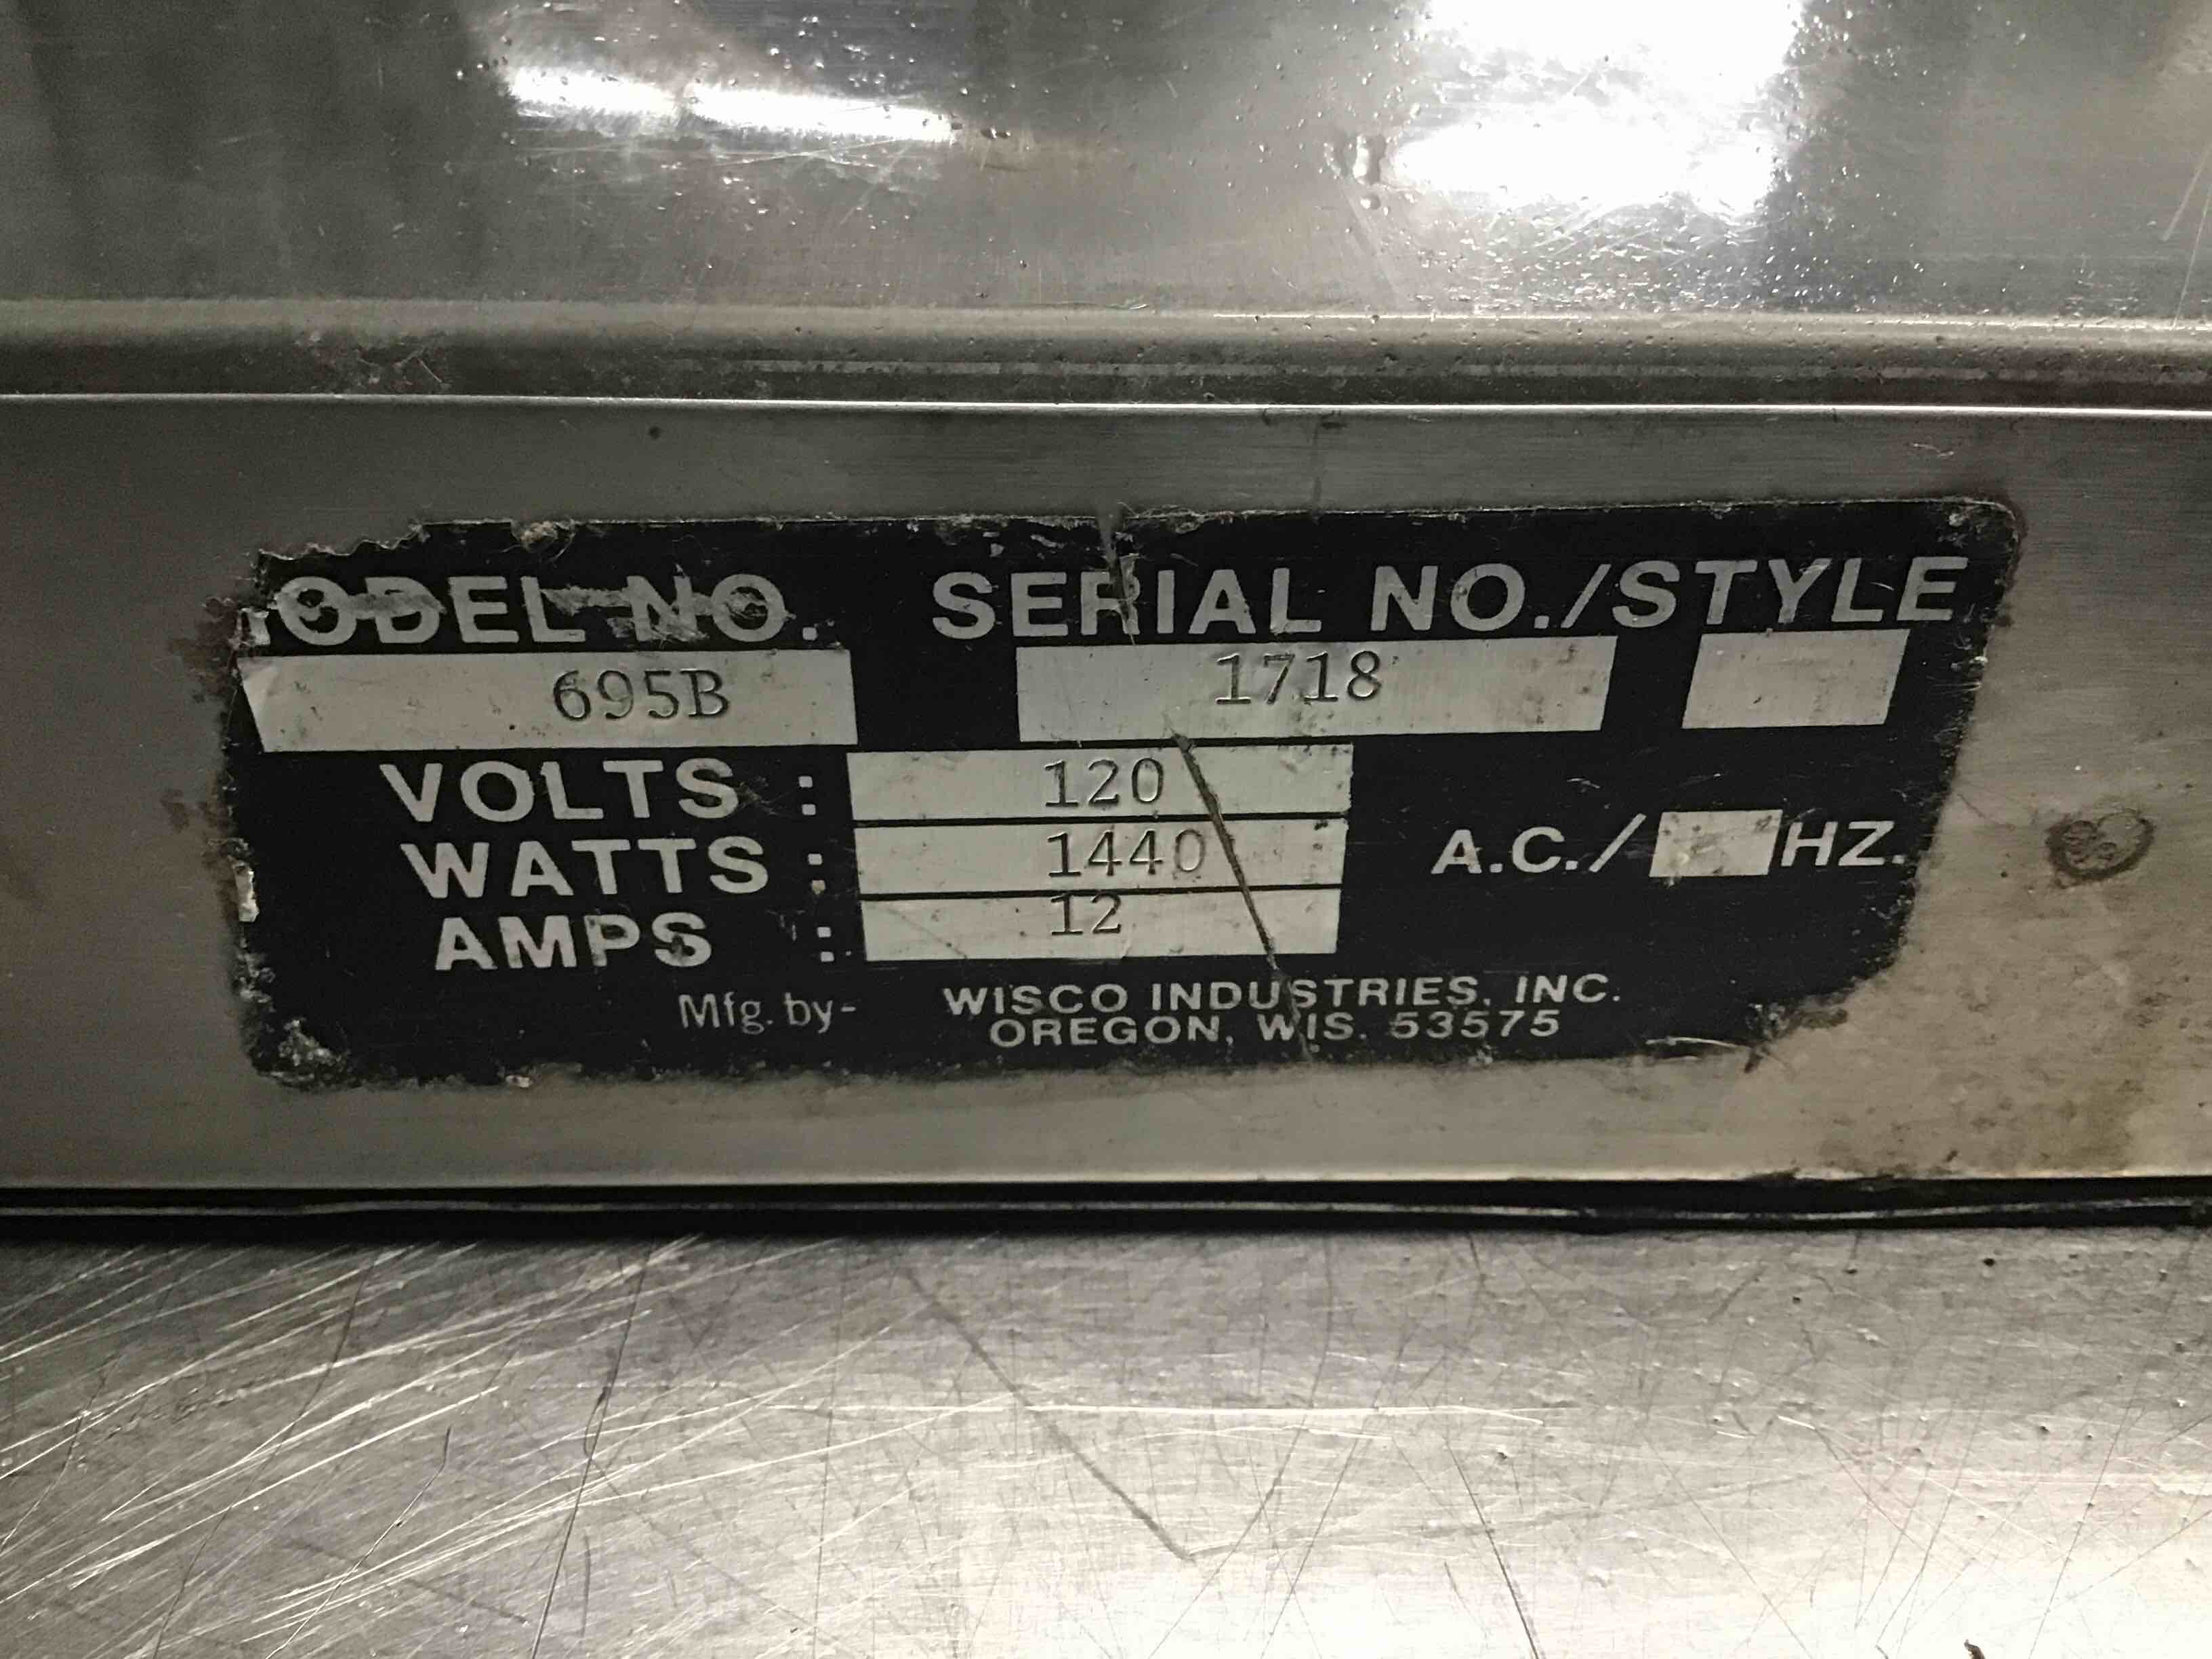 MODEL NO. SERIAL NO./STYLE
695B 1718
VOLTS : 120
WATTS : 1440 A.C./ HZ.
AMPS : 12
Mfg. by- WISCO INDUSTRIES, INC.
OREGON, WIS. 53575